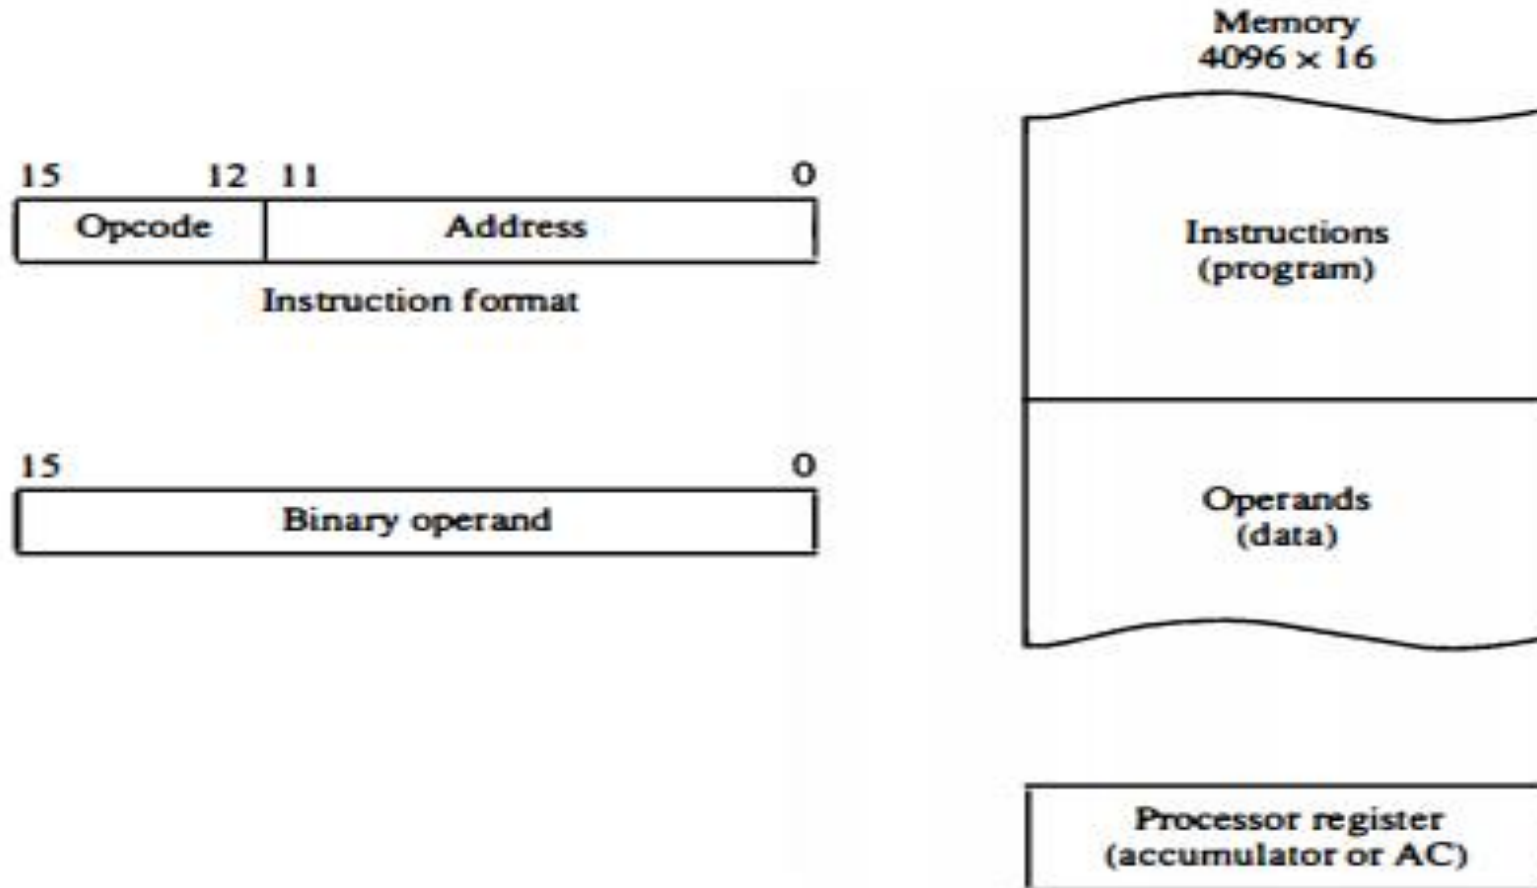 Memory
4096 × 16
15 12 11 0
Opcode Address
Instruction format
Instructions
(program)
15 0
Binary operand
Operands
(data)
Processor register
(accumulator or AC)